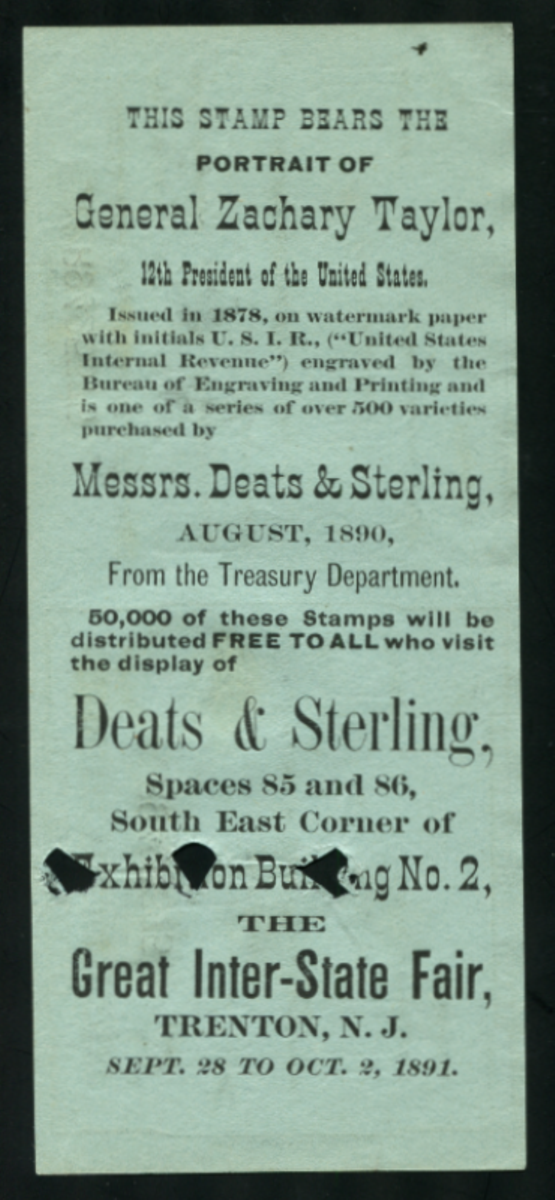 THIS STAMP BEARS THE
PORTRAIT OF
General Zachary Taylor,
12th President of the United States.
Issued in 1878, on watermark paper
with initials U. S. I. R., (“United States
Internal Revenue”) engraved by the
Bureau of Engraving and Printing and
is one of a series of over 500 varieties
purchased by
Messrs. Deats & Sterling,
AUGUST, 1890,
From the Treasury Department.
50,000 of these Stamps will be
distributed FREE TO ALL who visit
the display of
Deats & Sterling,
Spaces 85 and 86,
South East Corner of
Exhibition Building No. 2,
THE
Great Inter-State Fair,
TRENTON, N. J.
SEPT. 28 TO OCT. 2, 1891.